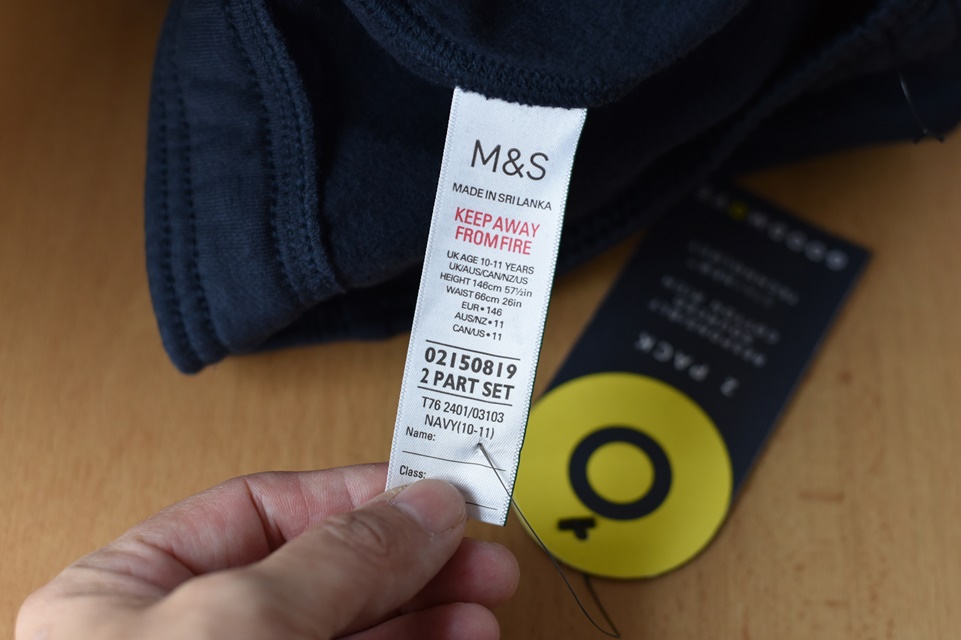 M&S
MADE IN SRI LANKA
KEEP AWAY
FROM FIRE
UK AGE 10-11 YEARS
UK/AUS/CAN/NZ/US
HEIGHT 146cm 57½in
WAIST 66cm 26in
EUR•146
AUS/NZ•11
CAN/US•11
02150819
2 PART SET
T76 2401/03103
NAVY(10-11)
Name:
Class:
2 PACK